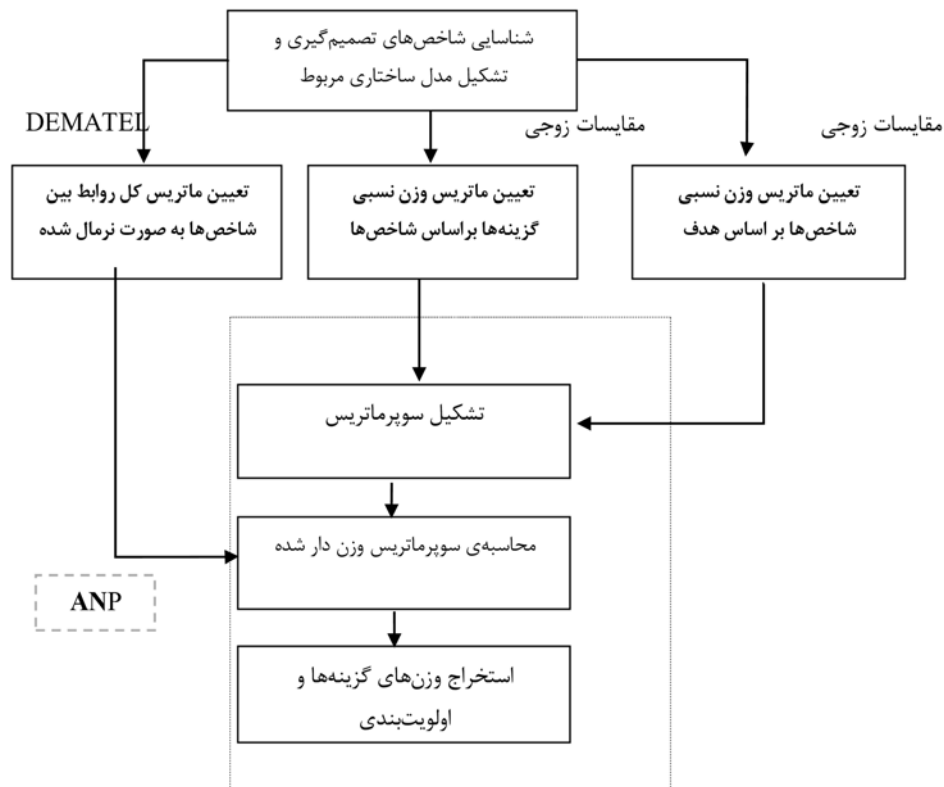 شناسایی شاخص‌های تصمیم‌گیری و
تشکیل مدل ساختاری مربوط
مقایسات زوجی
مقایسات زوجی
DEMATEL
تعیین ماتریس وزن نسبی
شاخص‌ها بر اساس هدف
تعیین ماتریس وزن نسبی
گزینه‌ها براساس شاخص‌ها
تعیین ماتریس کل روابط بین
شاخص‌ها به صورت نرمال شده
تشکیل سوپرماتریس
محاسبه‌ی سوپرماتریس وزن دار شده
ANP
استخراج وزن‌های گزینه‌ها و
اولویت‌بندی